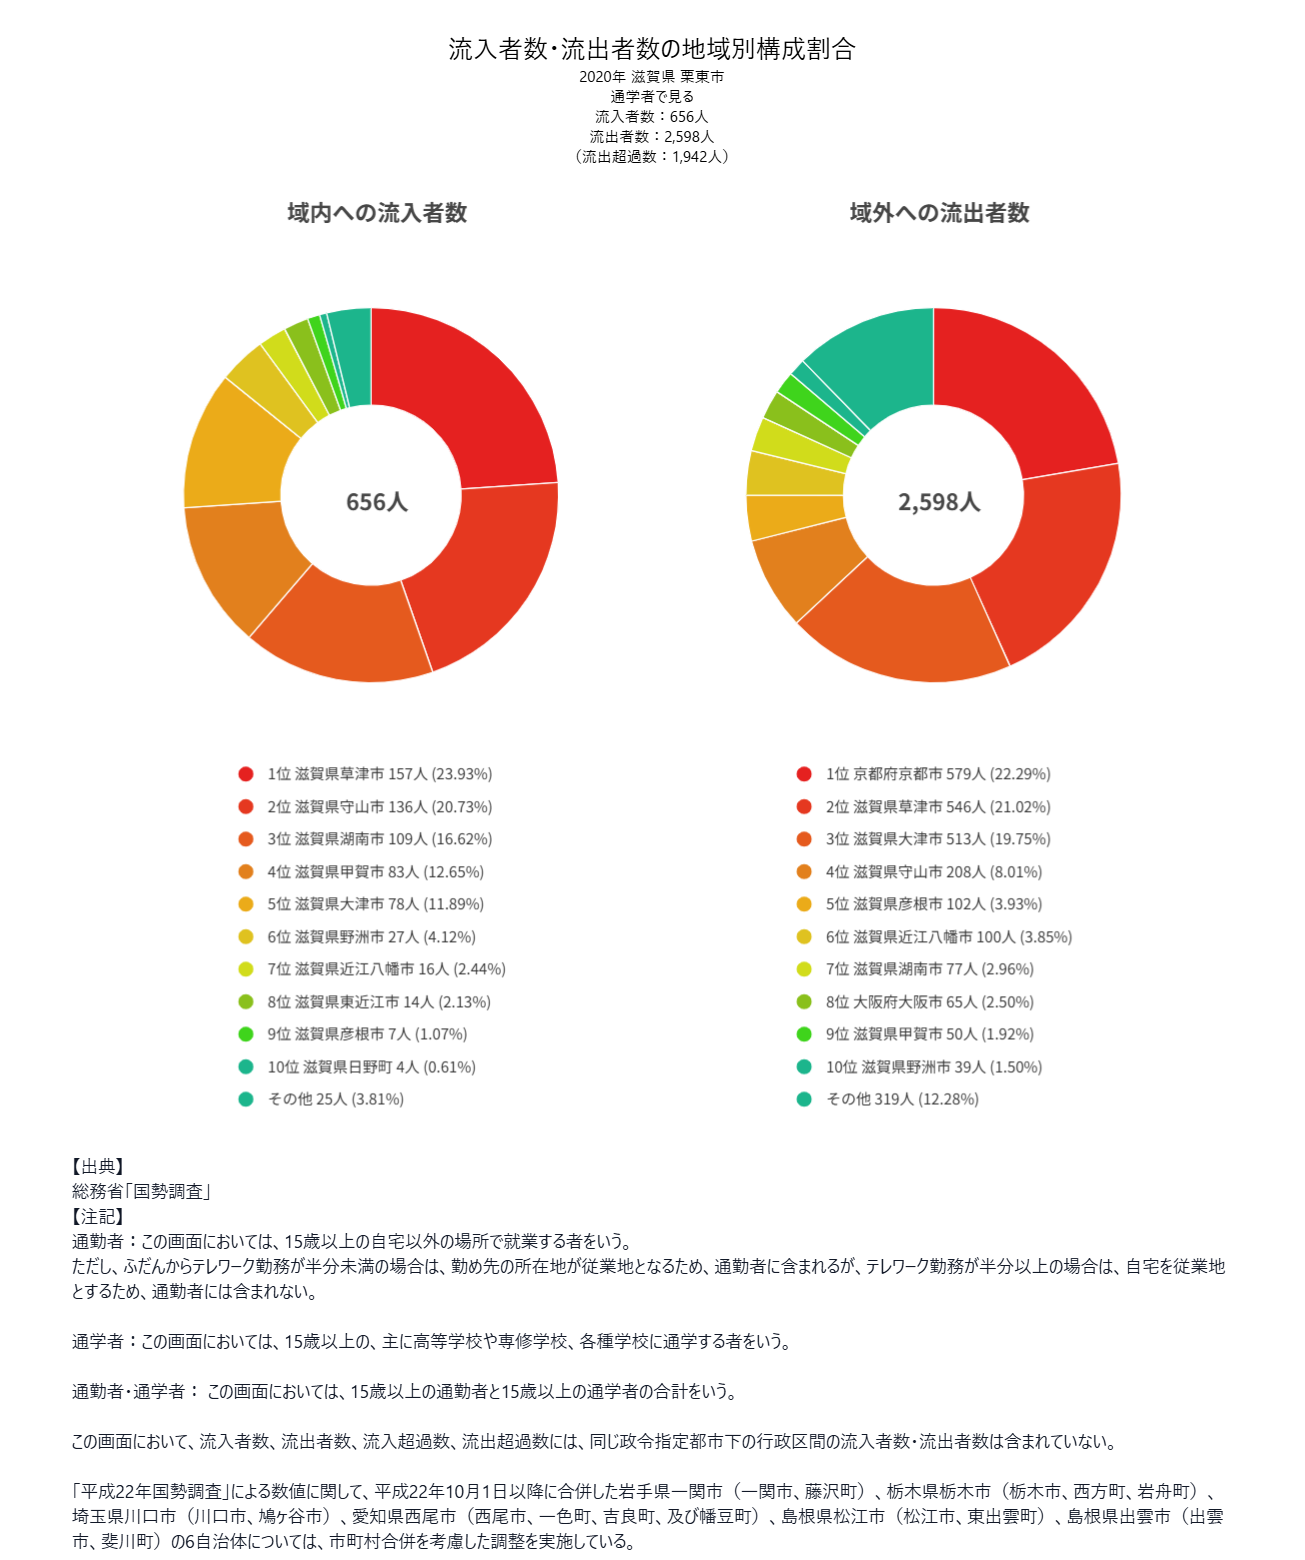 流入者数・流出者数の地域別構成割合
2020年 滋賀県 栗東市
通学者で見る
流入者数：656人
流出者数：2,598人
（流出超過数：1,942人）
域内への流入者数
656人
1位 滋賀県草津市 157人 (23.93%)
2位 滋賀県守山市 136人 (20.73%)
3位 滋賀県湖南市 109人 (16.62%)
4位 滋賀県甲賀市 83人 (12.65%)
5位 滋賀県大津市 78人 (11.89%)
6位 滋賀県野洲市 27人 (4.12%)
7位 滋賀県近江八幡市 16人 (2.44%)
8位 滋賀県東近江市 14人 (2.13%)
9位 滋賀県彦根市 7人 (1.07%)
10位 滋賀県日野町 4人 (0.61%)
その他 25人 (3.81%)
域外への流出者数
2,598人
1位 京都府京都市 579人 (22.29%)
2位 滋賀県草津市 546人 (21.02%)
3位 滋賀県大津市 513人 (19.75%)
4位 滋賀県守山市 208人 (8.01%)
5位 滋賀県彦根市 102人 (3.93%)
6位 滋賀県近江八幡市 100人 (3.85%)
7位 滋賀県湖南市 77人 (2.96%)
8位 大阪府大阪市 65人 (2.50%)
9位 滋賀県甲賀市 50人 (1.92%)
10位 滋賀県野洲市 39人 (1.50%)
その他 319人 (12.28%)
【出典】
総務省「国勢調査」
【注記】
通勤者：この画面においては、15歳以上の自宅以外の場所で就業する者をいう。
ただし、ふだんからテレワーク勤務が半分未満の場合は、勤め先の所在地が従業地となるため、通勤者に含まれるが、テレワーク勤務が半分以上の場合は、自宅を従業地
とするため、通勤者には含まれない。
通学者：この画面においては、15歳以上の、主に高等学校や専修学校、各種学校に通学する者をいう。
通勤者・通学者： この画面においては、15歳以上の通勤者と15歳以上の通学者の合計をいう。
この画面において、流入者数、流出者数、流入超過数、流出超過数には、同じ政令指定都市下の行政区間の流入者数・流出者数は含まれていない。
「平成22年国勢調査」による数値に関して、平成22年10月1日以降に合併した岩手県一関市（一関市、藤沢町）、栃木県栃木市（栃木市、西方町、岩舟町）、
埼玉県川口市（川口市、鳩ヶ谷市）、愛知県西尾市（西尾市、一色町、吉良町、及び幡豆町）、島根県松江市（松江市、東出雲町）、島根県出雲市（出雲
市、斐川町）の6自治体については、市町村合併を考慮した調整を実施している。